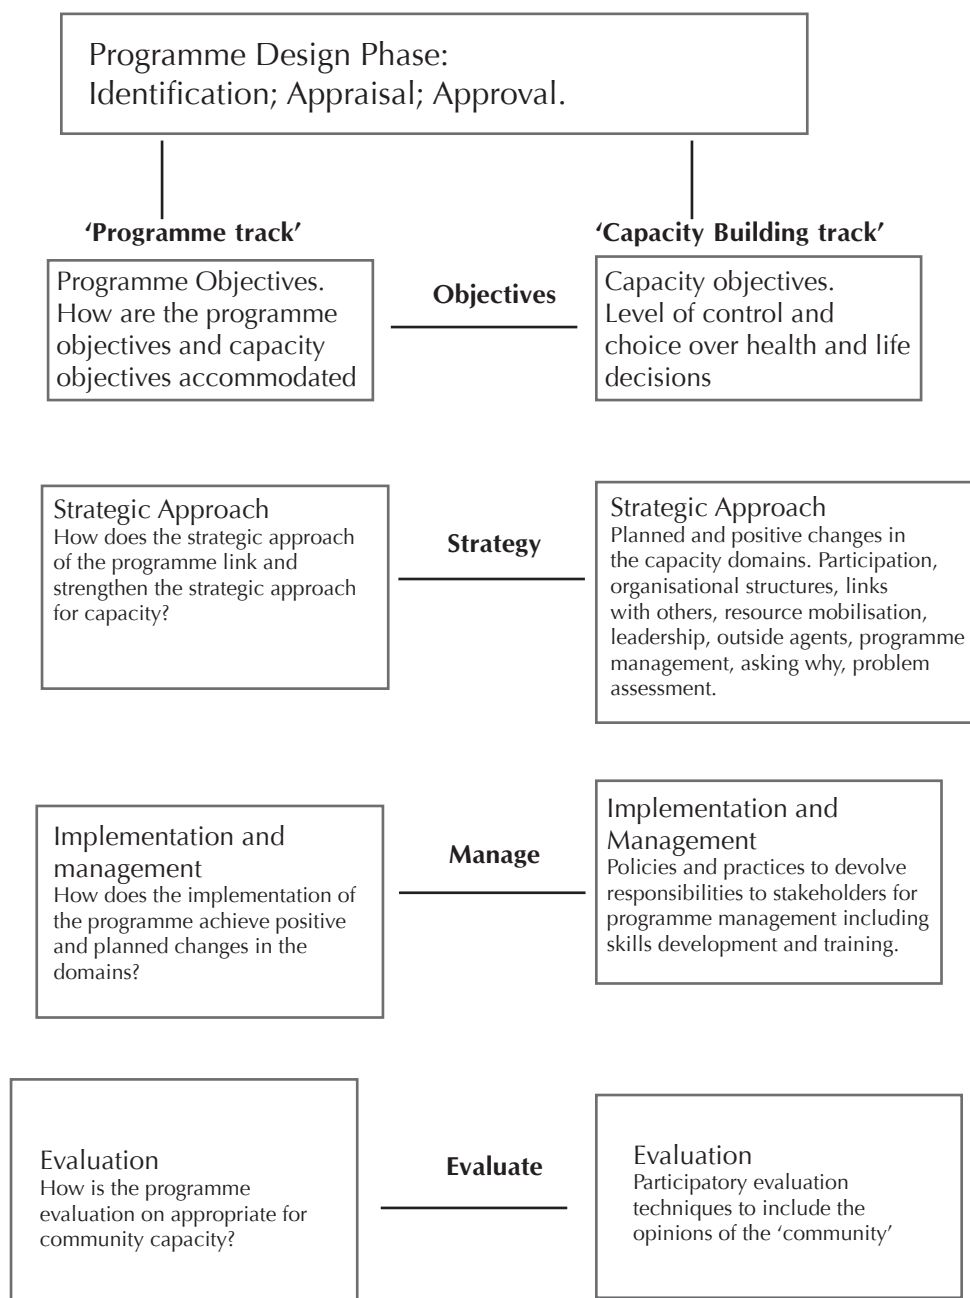 Programme Design Phase:
Identification; Appraisal; Approval.
‘Programme track’
‘Capacity Building track’
Programme Objectives.
How are the programme
objectives and capacity
objectives accommodated
Objectives
Capacity objectives.
Level of control and
choice over health and life
decisions
Strategic Approach
How does the strategic approach
of the programme link and
strengthen the strategic approach
for capacity?
Strategy
Strategic Approach
Planned and positive changes in
the capacity domains. Participation,
organisational structures, links
with others, resource mobilisation,
leadership, outside agents, programme
management, asking why, problem
assessment.
Implementation and
management
How does the implementation of
the programme achieve positive
and planned changes in the
domains?
Manage
Implementation and
Management
Policies and practices to devolve
responsibilities to stakeholders for
programme management including
skills development and training.
Evaluation
How is the programme
evaluation on appropriate for
community capacity?
Evaluate
Evaluation
Participatory evaluation
techniques to include the
opinions of the ‘community’